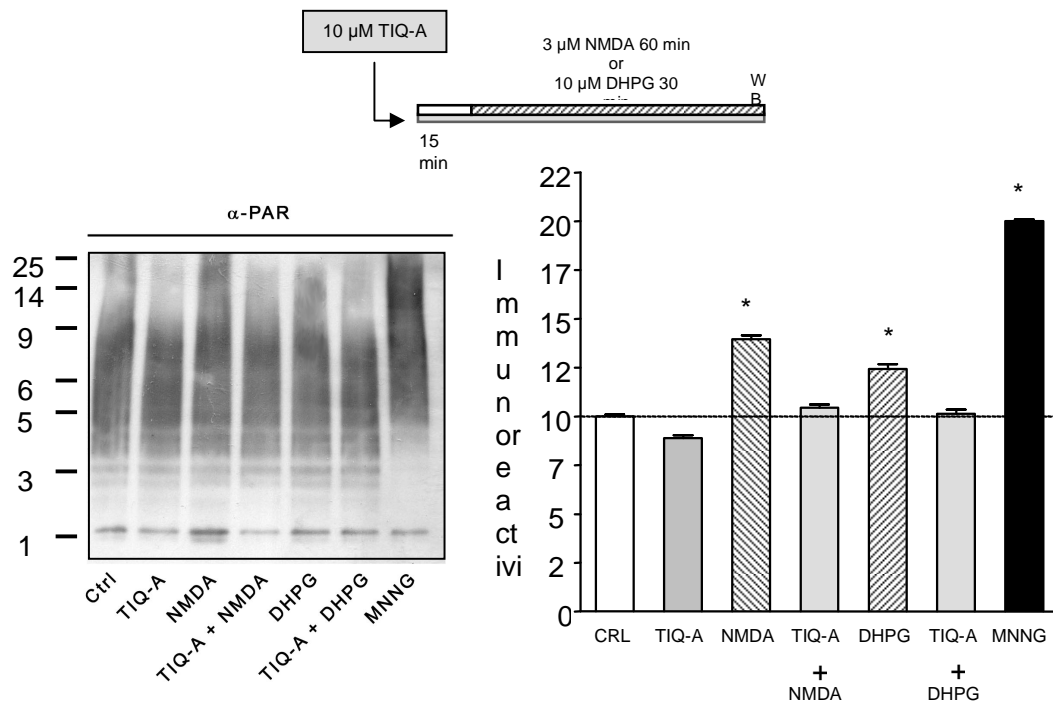 10 µM TIQ-A
3 µM NMDA 60 min
or
10 µM DHPG 30
W
B
15
min
α-PAR
25
14
9
6
5
3
1
Ctrl
TIQ-A
NMDA
TIQ-A + NMDA
DHPG
TIQ-A + DHPG
MNNG
I
m
m
u
n
or
e
a
ct
ivi
22
20
17
15
12
10
7
5
2
0
*
*
*
CRL TIQ-A NMDA TIQ-A DHPG TIQ-A MNNG
+ +
NMDA DHPG